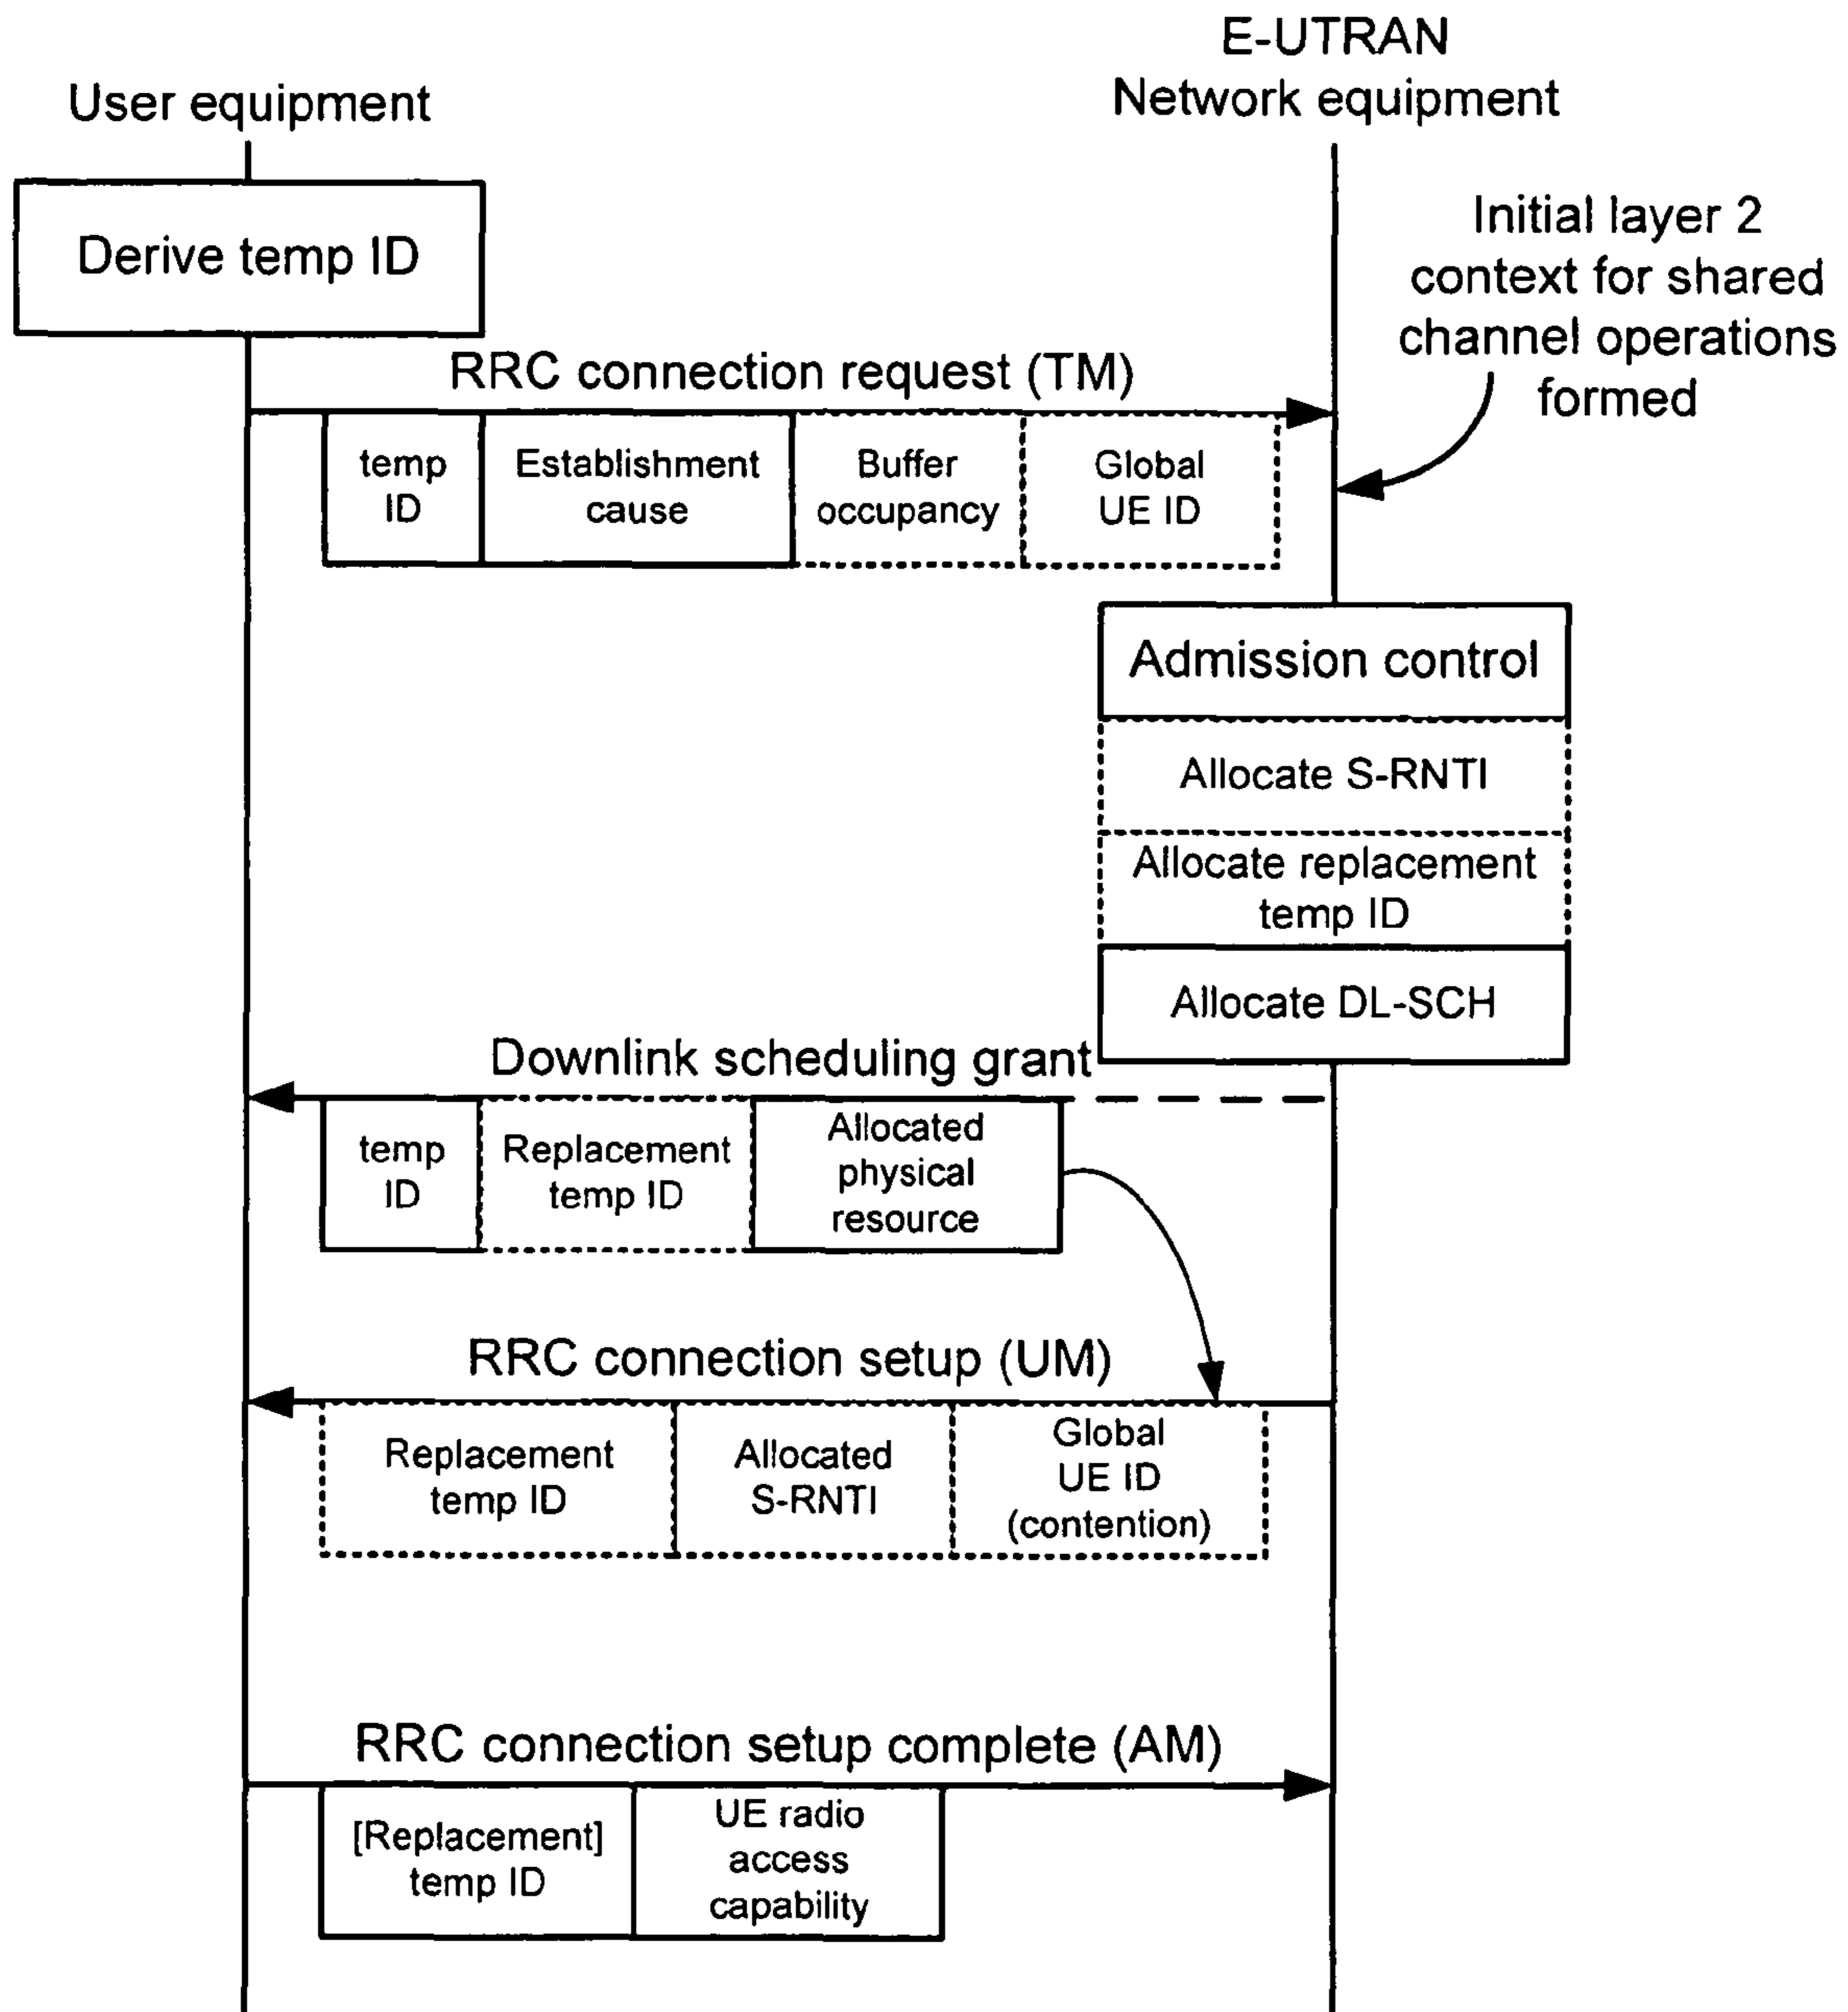 E-UTRAN
Network equipment
User equipment
Derive temp ID
Initial layer 2
context for shared
channel operations
formed
RRC connection request (TM)
temp
ID
Establishment
cause
Buffer
occupancy
Global
UE ID
Admission control
Allocate S-RNTI
Allocate replacement
temp ID
Allocate DL-SCH
Downlink scheduling grant
temp
ID
Replacement
temp ID
Allocated
physical
resource
RRC connection setup (UM)
Replacement
temp ID
Allocated
S-RNTI
Global
UE ID
(contention)
RRC connection setup complete (AM)
[Replacement]
temp ID
UE radio
access
capability